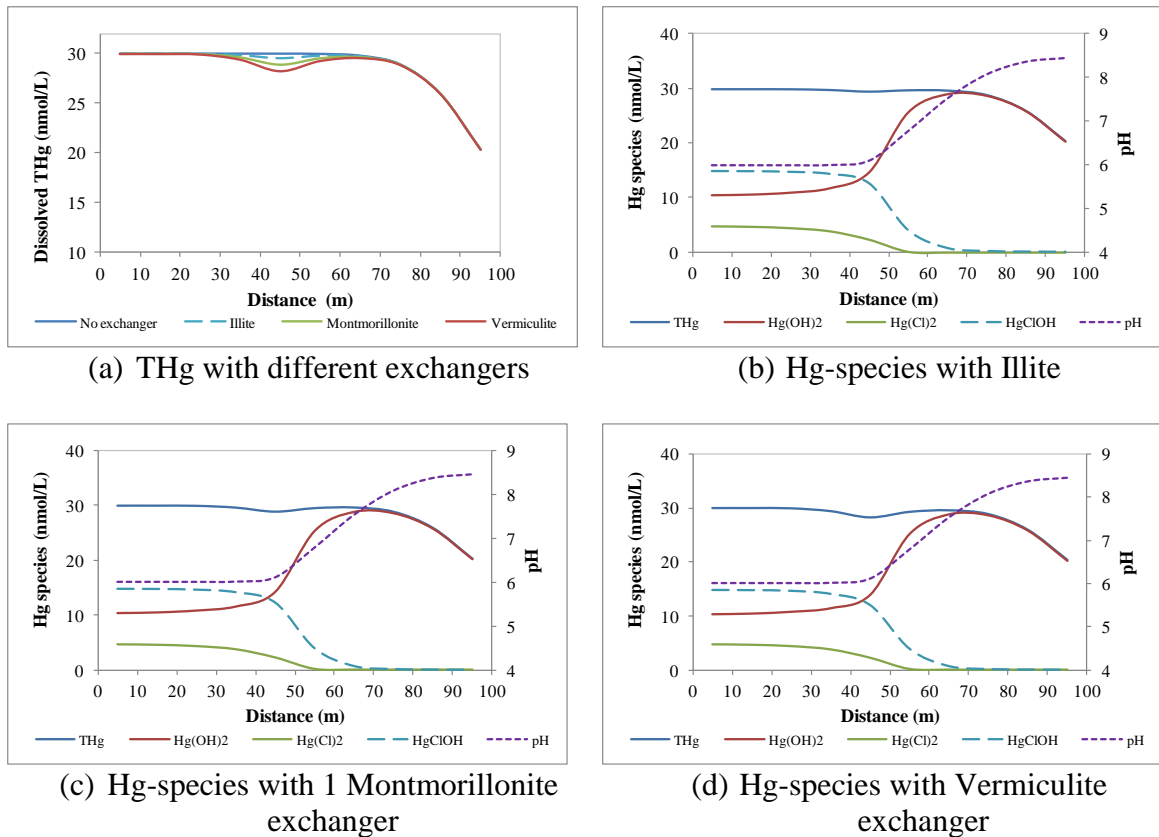 30
25
20
15
10
Dissolved THg (nmol/L)
0 10 20 30 40 50 60 70 80 90 100
Distance (m)
No exchanger Illite Montmorillonite Vermiculite
(a) THg with different exchangers
40
30
20
10
0
Hg species (nmol/L)
9
8
7
6
5
4
pH
0 10 20 30 40 50 60 70 80 90 100
Distance (m)
THg Hg(OH)2 Hg(Cl)2 HgClOH pH
(b) Hg-species with Illite
40
30
20
10
0
Hg species (nmol/L)
9
8
7
6
5
4
pH
0 10 20 30 40 50 60 70 80 90 100
Distance (m)
THg Hg(OH)2 Hg(Cl)2 HgClOH pH
(c) Hg-species with 1 Montmorillonite
exchanger
40
30
20
10
0
Hg species (nmol/L)
9
8
7
6
5
4
pH
0 10 20 30 40 50 60 70 80 90 100
Distance (m)
THg Hg(OH)2 Hg(Cl)2 HgClOH pH
(d) Hg-species with Vermiculite
exchanger